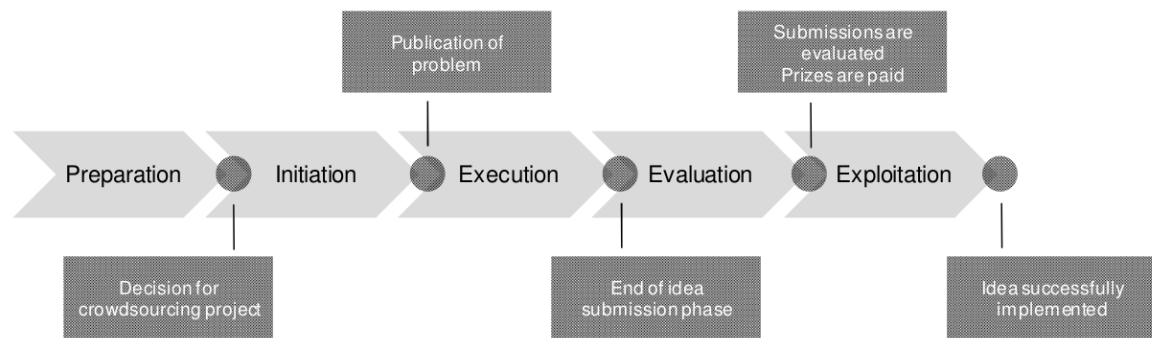 Publication of
problem
Submissions are
evaluated
Prizes are paid
Preparation
Initiation
Execution
Evaluation
Exploitation
Decision for
crowdsourcing project
End of idea
submission phase
Idea successfully
implemented